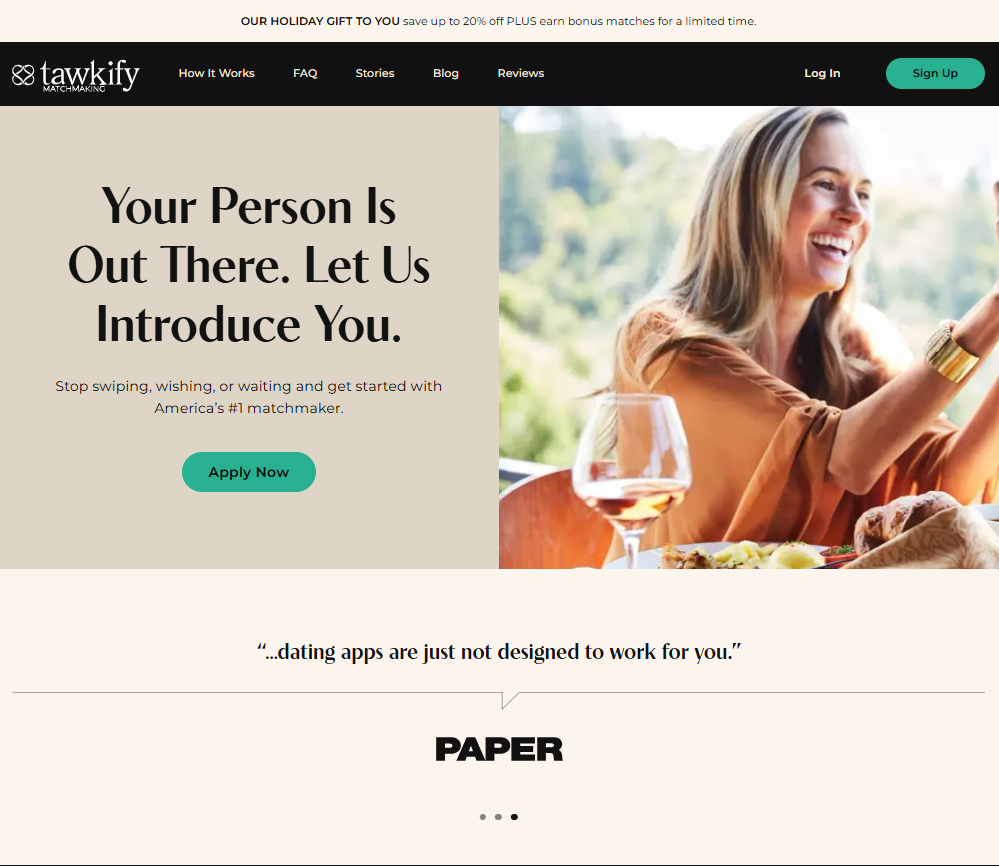 OUR HOLIDAY GIFT TO YOU save up to 20% off PLUS earn bonus matches for a limited time.
tawkify
MATCHMAKING
How It Works
FAQ
Stories
Blog
Reviews
Log In
Sign Up
Your Person Is
Out There. Let Us
Introduce You.
Stop swiping, wishing, or waiting and get started with
America’s #1 matchmaker.
Apply Now
“...dating apps are just not designed to work for you.”
PAPER